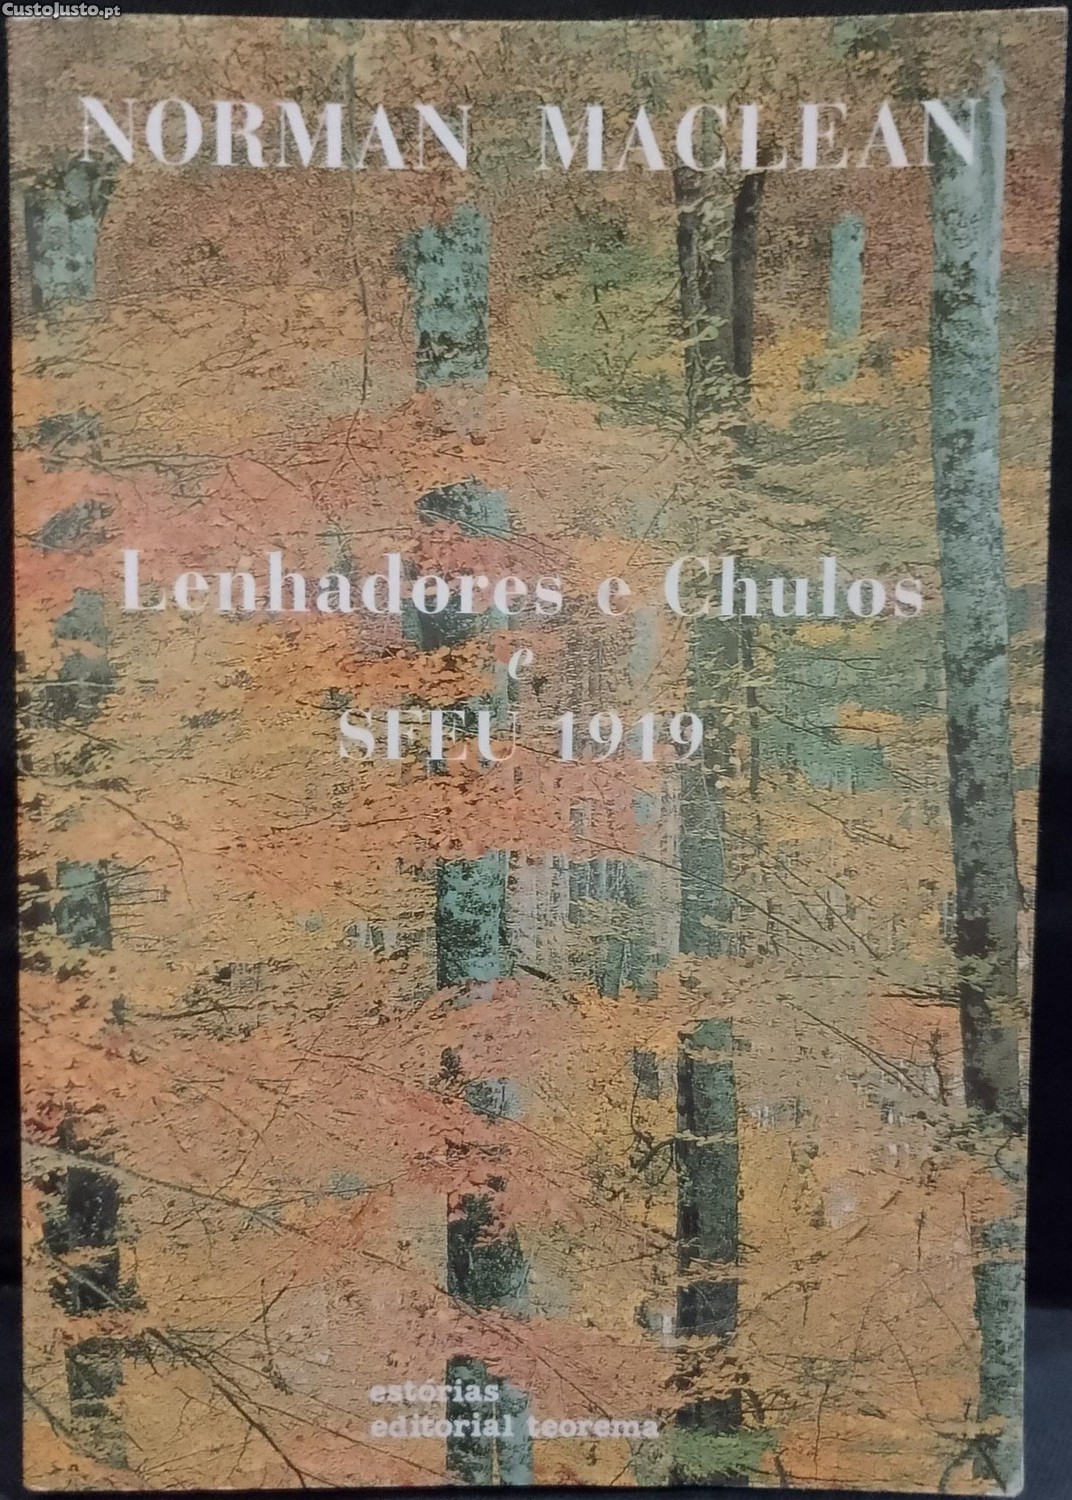 CustoJusto.pt
NORMAN MACLEAN
Lenhadores e Chulos
e
SFEU 1919
estórias
editorial teorema